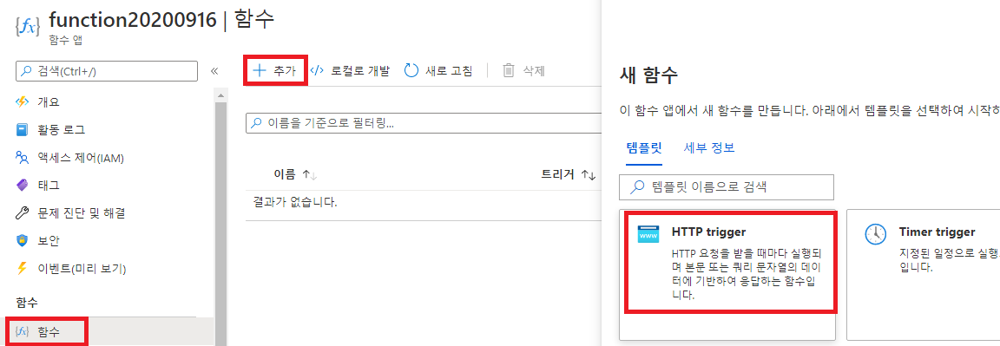 function20200916 | 함수
함수 앱
검색(Ctrl+/)
개요
활동 로그
액세스 제어(IAM)
태그
문제 진단 및 해결
보안
이벤트(미리 보기)
함수
함수
추가
로컬로 개발
새로 고침
삭제
이름을 기준으로 필터링...
이름
트리거
결과가 없습니다.
새 함수
이 함수 앱에서 새 함수를 만듭니다. 아래에서 템플릿을 선택하여 시작하
템플릿
세부 정보
템플릿 이름으로 검색
www
HTTP trigger
HTTP 요청을 받을 때마다 실행되
며 본문 또는 쿼리 문자열의 데이
터에 기반하여 응답하는 함수입
니다.
Timer trigger
지정된 일정으로 실행
입니다.